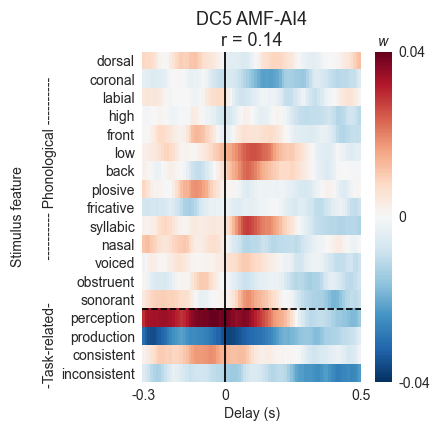 DC5 AMF-AI4
r = 0.14
w
dorsal
coronal
labial
high
front
low
back
plosive
fricative
syllabic
nasal
voiced
obstruent
sonorant
perception
production
consistent
inconsistent
Stimulus feature
-Task-related- ---------- Phonological ----------
0.04
0
-0.04
-0.3
0
0.5
Delay (s)